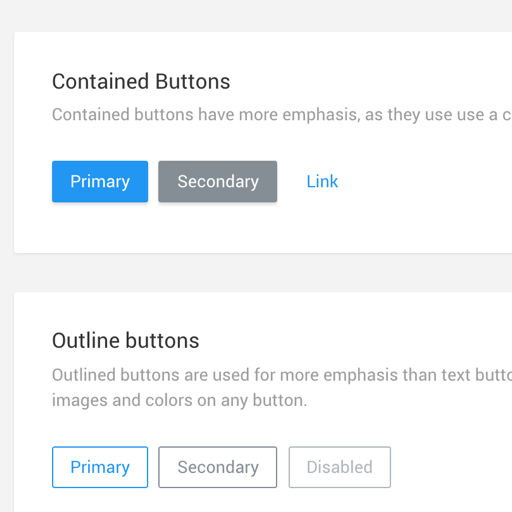 Contained Buttons
Contained buttons have more emphasis, as they use use a
Primary Secondary Link
Outline buttons
Outlined buttons are used for more emphasis than text
images and colors on any button.
Primary Secondary Disabled